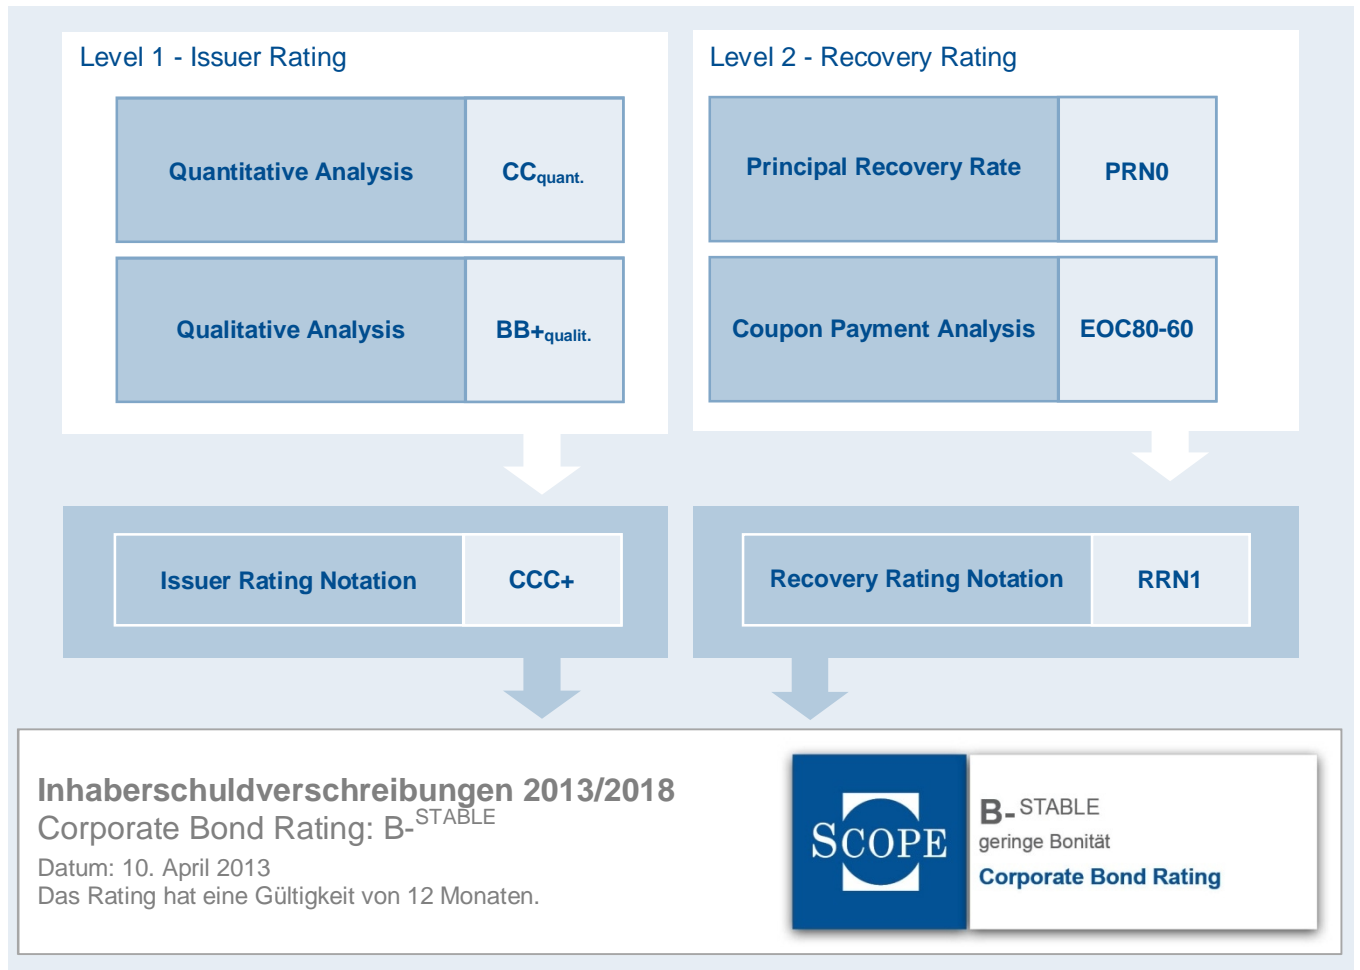 Level 1 - Issuer Rating
Quantitative Analysis CCquant.
Qualitative Analysis BB+qualit.
Level 2 - Recovery Rating
Principal Recovery Rate PRN0
Coupon Payment Analysis EOC80-60
Issuer Rating Notation CCC+
Recovery Rating Notation RRN1
Inhaberschuldverschreibungen 2013/2018
Corporate Bond Rating: B-STABLE
Datum: 10. April 2013
Das Rating hat eine Gültigkeit von 12 Monaten.
SCOPE
B-STABLE
geringe Bonität
Corporate Bond Rating